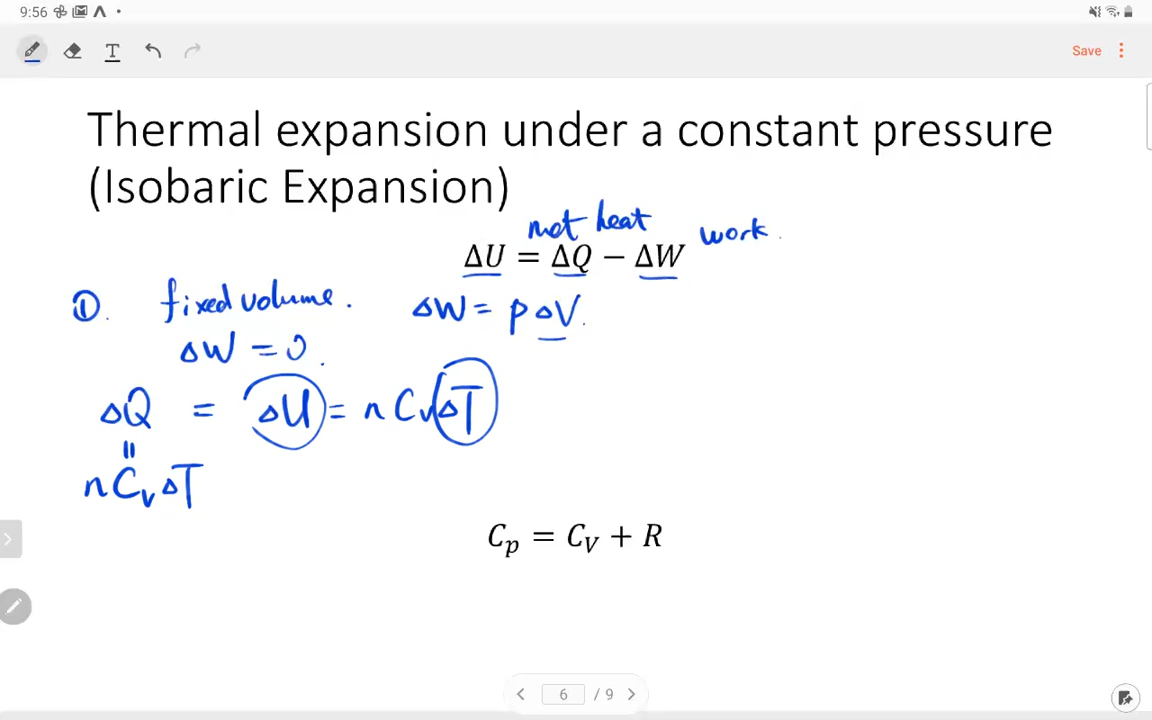 9:56
Save
Thermal expansion under a constant pressure
(Isobaric Expansion)
net heat work.
ΔU = ΔQ − ΔW
①. fixed volume. ΔW = pΔV.
ΔW = 0.
ΔQ = ΔU = nCvΔT
=
nCvΔT
Cp = CV + R
6 / 9